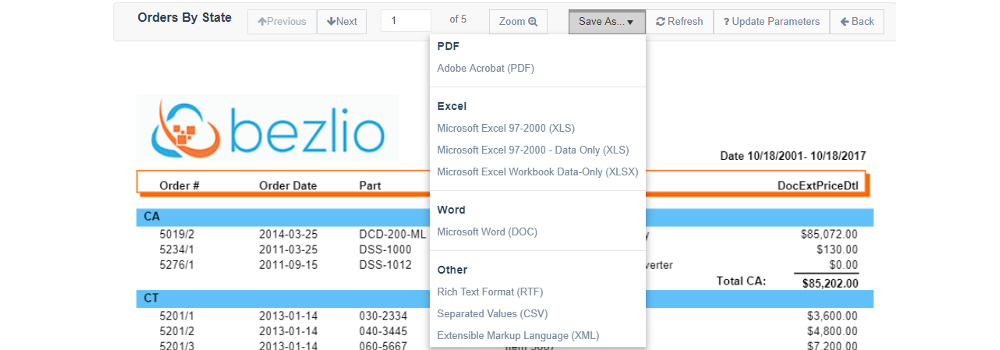 Orders By State Previous Next 1 of 5 Zoom Save As... Refresh ? Update Parameters Back
PDF
Adobe Acrobat (PDF)
Excel
bezlio
Microsoft Excel 97-2000 (XLS)
Microsoft Excel 97-2000 - Data Only (XLS)
Date 10/18/2001- 10/18/2017
Microsoft Excel Workbook Data-Only (XLSX)
Order # Order Date Part DocExtPriceDtl
Word
CA
Microsoft Word (DOC)
5019/2 2014-03-25 DCD-200-ML $85,072.00
5234/1 2011-03-25 DSS-1000 $130.00
5276/1 2011-09-15 DSS-1012 verter $0.00
Other
Total CA: $85,202.00
Rich Text Format (RTF)
CT
Separated Values (CSV)
5201/1 2013-01-14 030-2334 $3,600.00
5201/2 2013-01-14 040-3445 $4,800.00
Extensible Markup Language (XML)
5201/3 2013-01-14 060-5667 $7,200.00